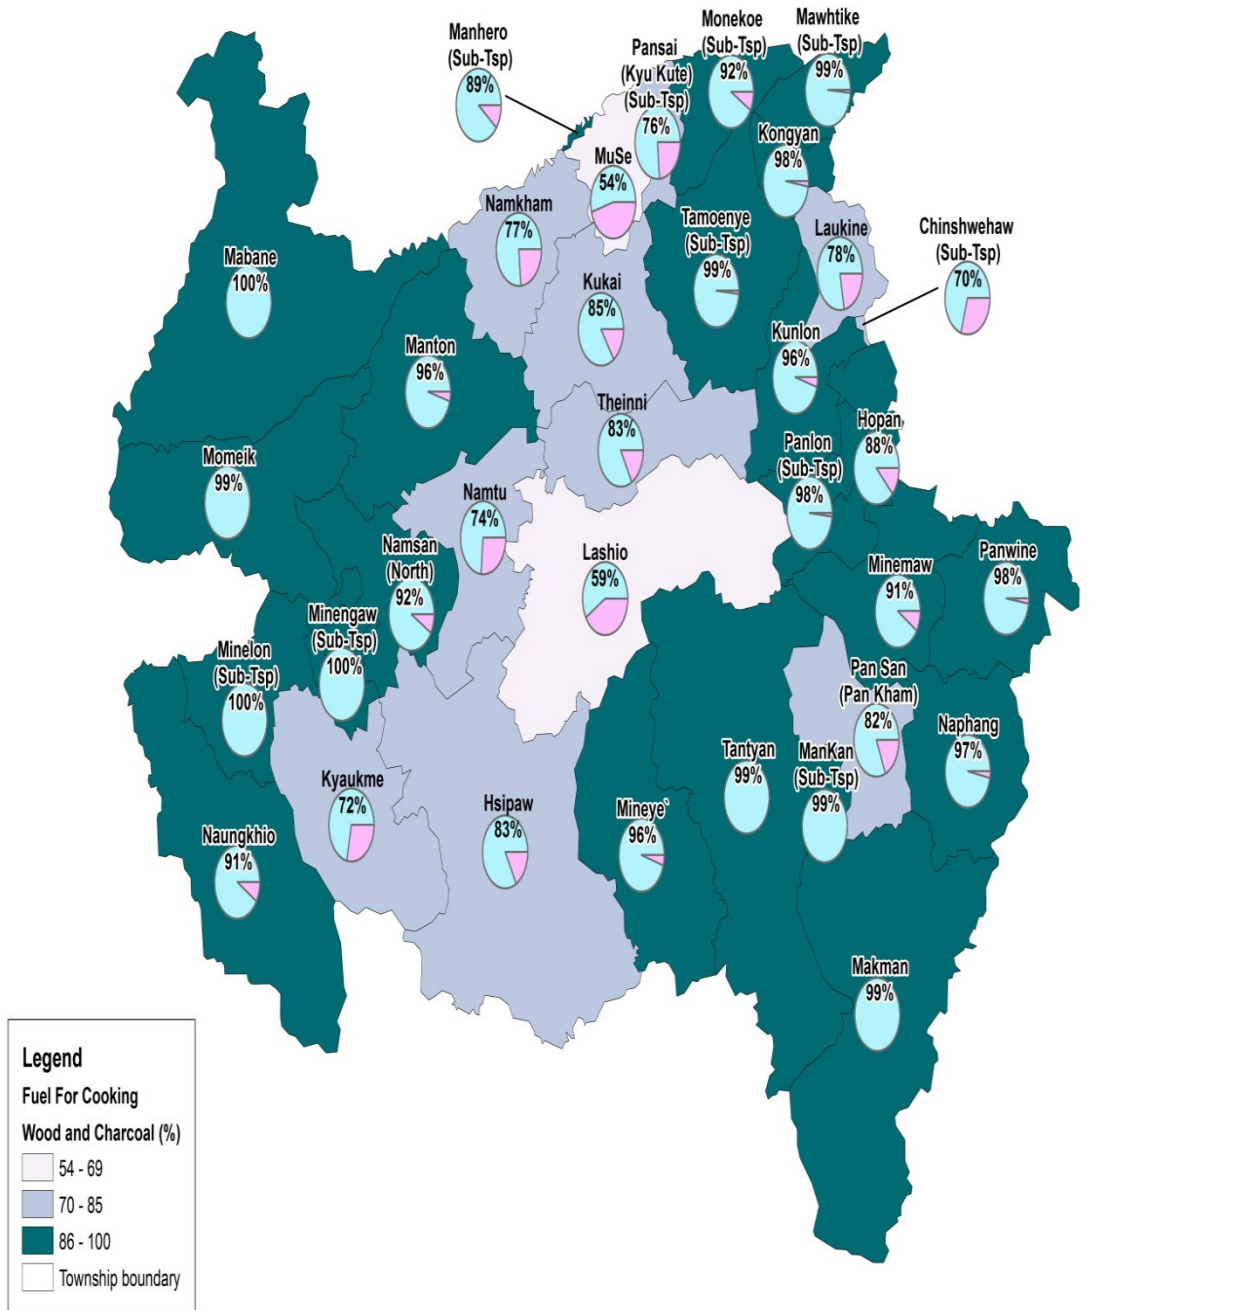 Manhero
(Sub-Tsp)
89%
Pansai
(Kyu Kute)
(Sub-Tsp)
76%
Monekoe
(Sub-Tsp)
92%
Mawhtike
(Sub-Tsp)
99%
Kongyan
98%
MuSe
54%
Namkham
77%
Tamoenye
(Sub-Tsp)
99%
Laukine
78%
Chinshwehaw
(Sub-Tsp)
70%
Mabane
100%
Kukai
85%
Manton
96%
Kunlon
96%
Theinni
83%
Hopan
88%
Panlon
(Sub-Tsp)
98%
Momeik
99%
Namtu
74%
Namsan
(North)
92%
Lashio
59%
Minemaw
91%
Panwine
98%
Minengaw
(Sub-Tsp)
100%
Minelon
(Sub-Tsp)
100%
Pan San
(Pan Kham)
82%
Naphang
97%
Tantyan
99%
ManKan
(Sub-Tsp)
99%
Kyaukme
72%
Hsipaw
83%
Mineye`
96%
Naungkhio
91%
Makman
99%
Legend
Fuel For Cooking
Wood and Charcoal (%)
54 - 69
70 - 85
86 - 100
Township boundary